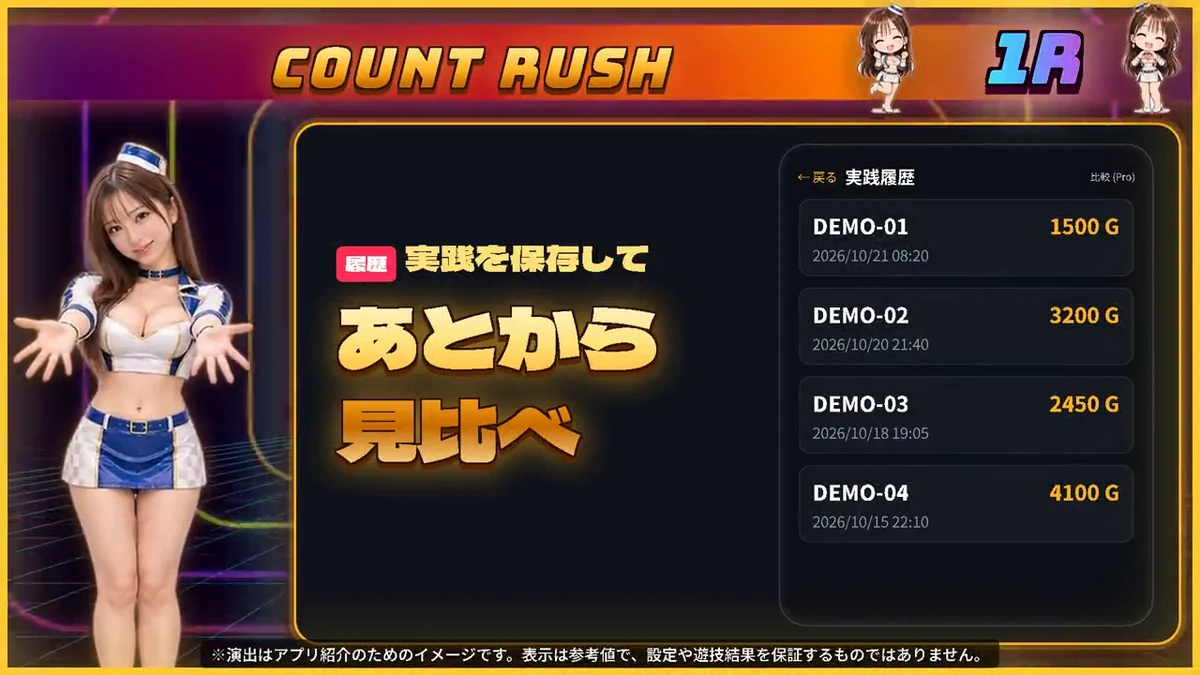 COUNT RUSH
1R
履歴 実践を保存して
あとから
見比べ
←戻る 実践履歴 比較 (Pro)
DEMO-01 1500 G
2026/10/21 08:20
DEMO-02 3200 G
2026/10/20 21:40
DEMO-03 2450 G
2026/10/18 19:05
DEMO-04 4100 G
2026/10/15 22:10
※演出はアプリ紹介のためのイメージです。表示は参考値で、設定や遊技結果を保証するものではありません。